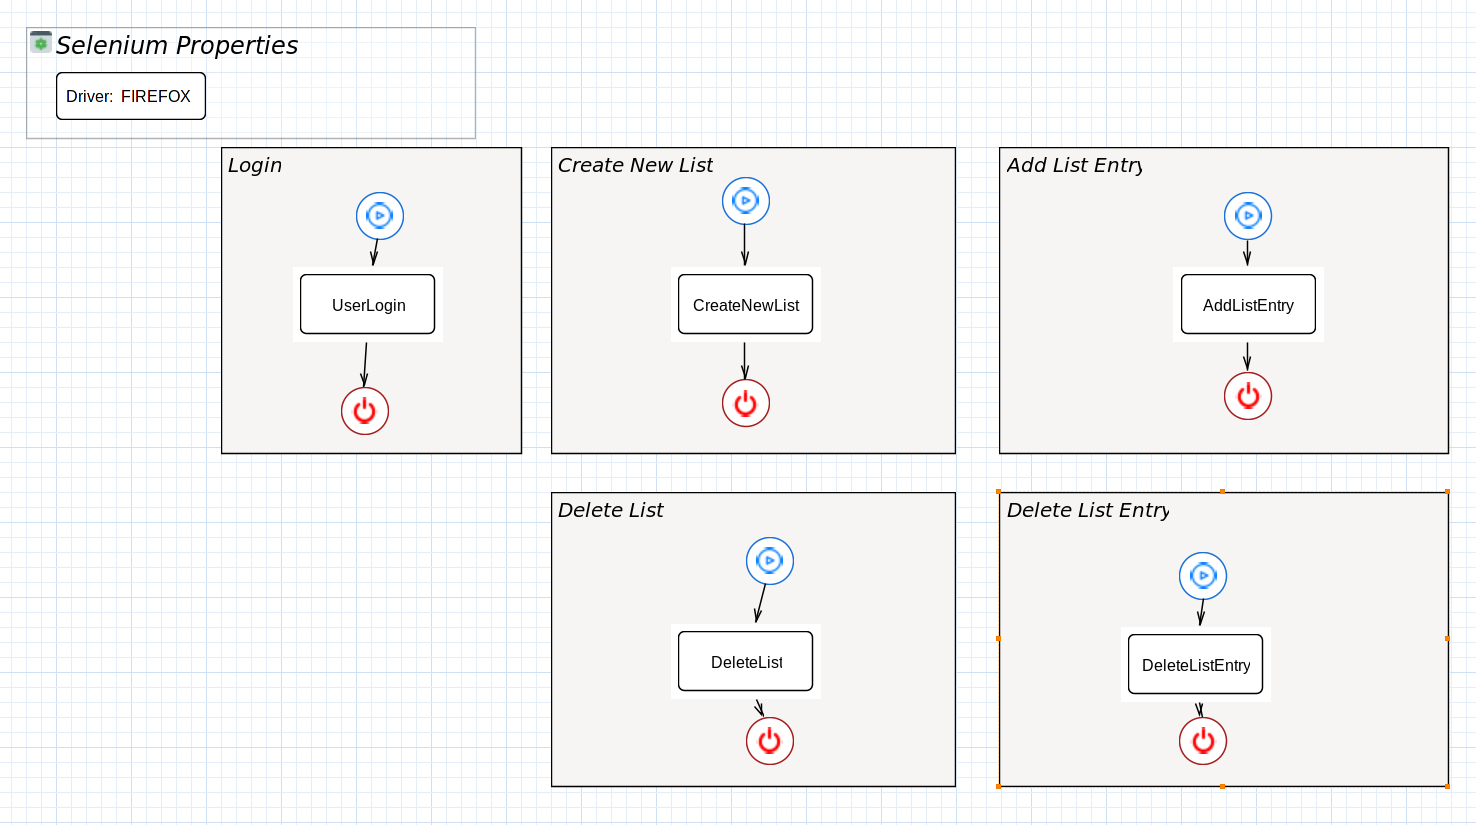 Selenium Properties
Driver: FIREFOX
Login
UserLogin
Create New List
CreateNewList
Add List Entry
AddListEntry
Delete List
DeleteList
Delete List Entry
DeleteListEntry